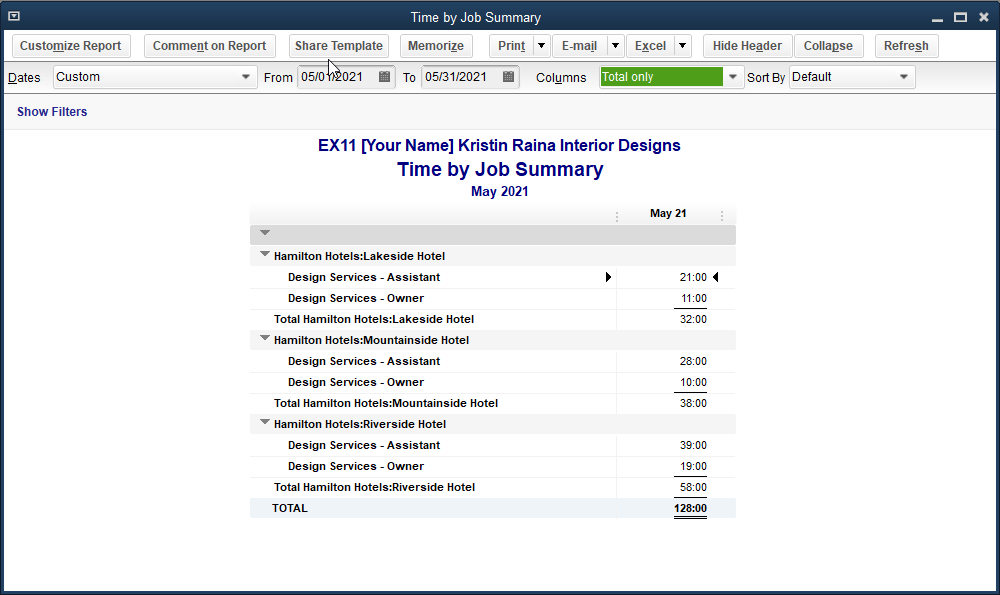 Time by Job Summary
Customize Report Comment on Report Share Template Memorize Print E-mail Excel Hide Header Collapse Refresh
Dates Custom From 05/01/2021 To 05/31/2021 Columns Total only Sort By Default
Show Filters
EX11 [Your Name] Kristin Raina Interior Designs
Time by Job Summary
May 2021
May 21
Hamilton Hotels:Lakeside Hotel
Design Services - Assistant 21:00
Design Services - Owner 11:00
Total Hamilton Hotels:Lakeside Hotel 32:00
Hamilton Hotels:Mountainside Hotel
Design Services - Assistant 28:00
Design Services - Owner 10:00
Total Hamilton Hotels:Mountainside Hotel 38:00
Hamilton Hotels:Riverside Hotel
Design Services - Assistant 39:00
Design Services - Owner 19:00
Total Hamilton Hotels:Riverside Hotel 58:00
TOTAL 128:00